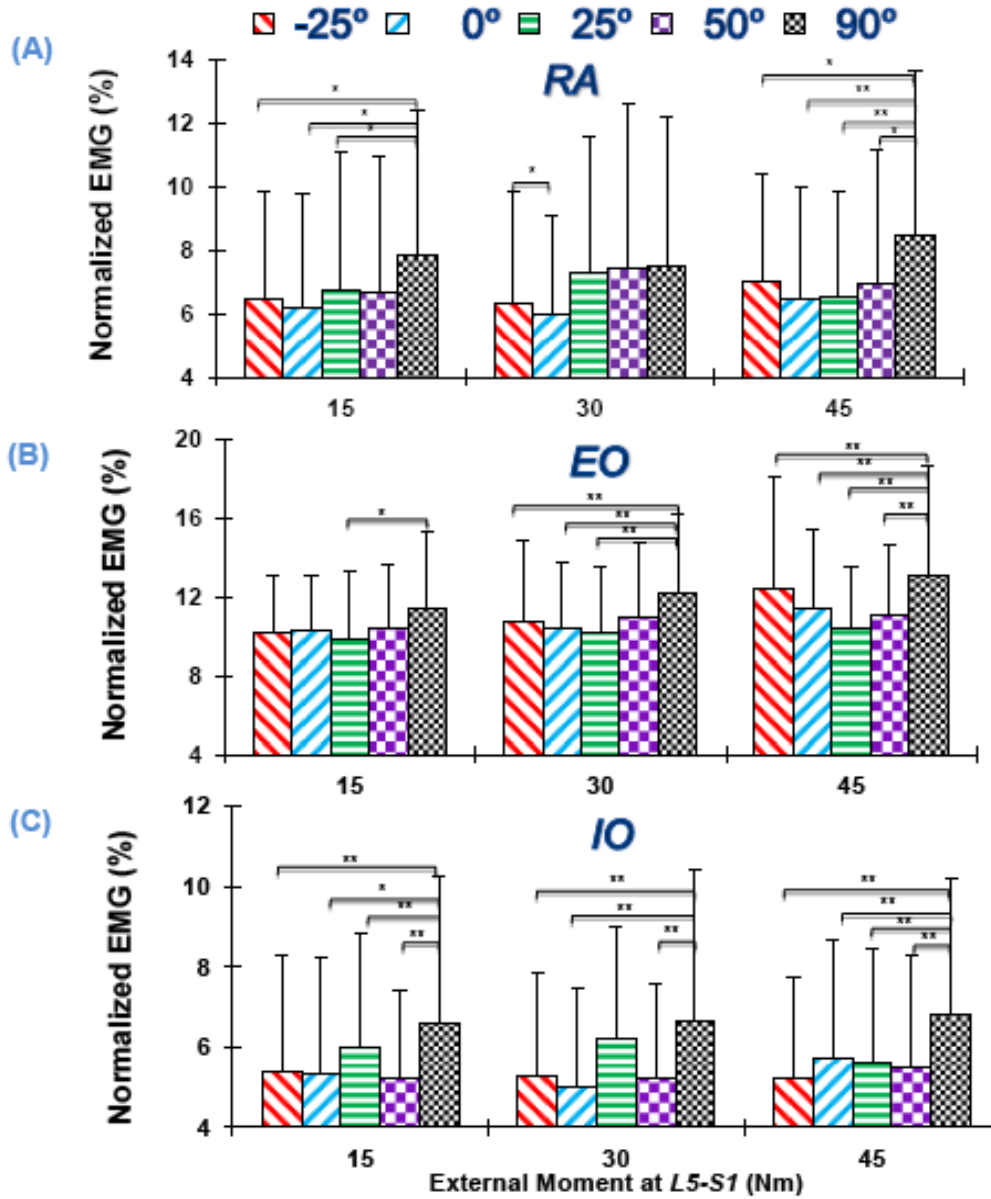 -25º 0º 25º 50º 90º
(A)
RA
Normalized EMG (%)
14
12
10
8
6
4
* * *
*
* ** ** *
15 30 45
(B)
EO
Normalized EMG (%)
20
16
12
8
4
*
** ** **
** ** ** **
15 30 45
(C)
IO
Normalized EMG (%)
12
10
8
6
4
** * ** **
** ** **
** ** ** **
15 30 45
External Moment at L5-S1 (Nm)